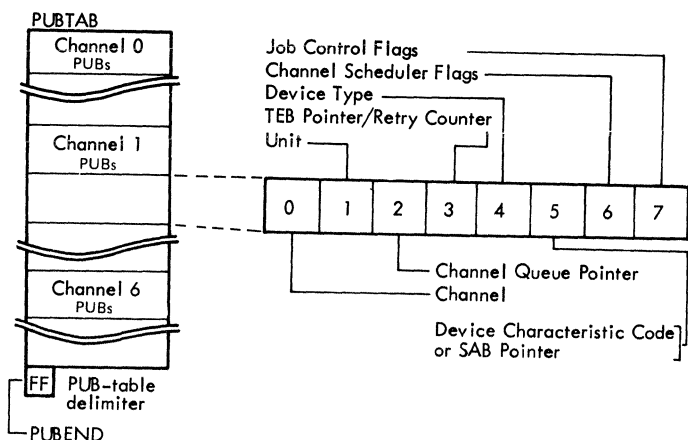 PUBTAB
Channel 0
PUBs
Channel 1
PUBs
Channel 6
PUBs
FF
PUB-table
delimiter
PUBEND
Job Control Flags
Channel Scheduler Flags
Device Type
TEB Pointer/Retry Counter
Unit
0 1 2 3 4 5 6 7
Channel Queue Pointer
Channel
Device Characteristic Code
or SAB Pointer